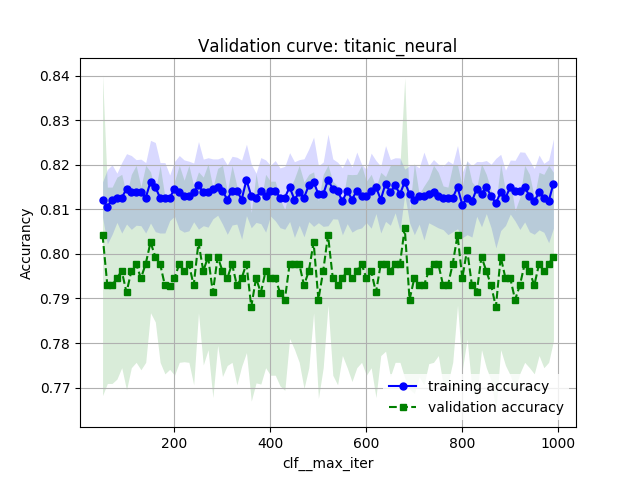 Validation curve: titanic_neural
0.84
0.83
0.82
0.81
0.80
0.79
0.78
0.77
Accurancy
200
400
600
800
1000
clf__max_iter
training accuracy
validation accuracy